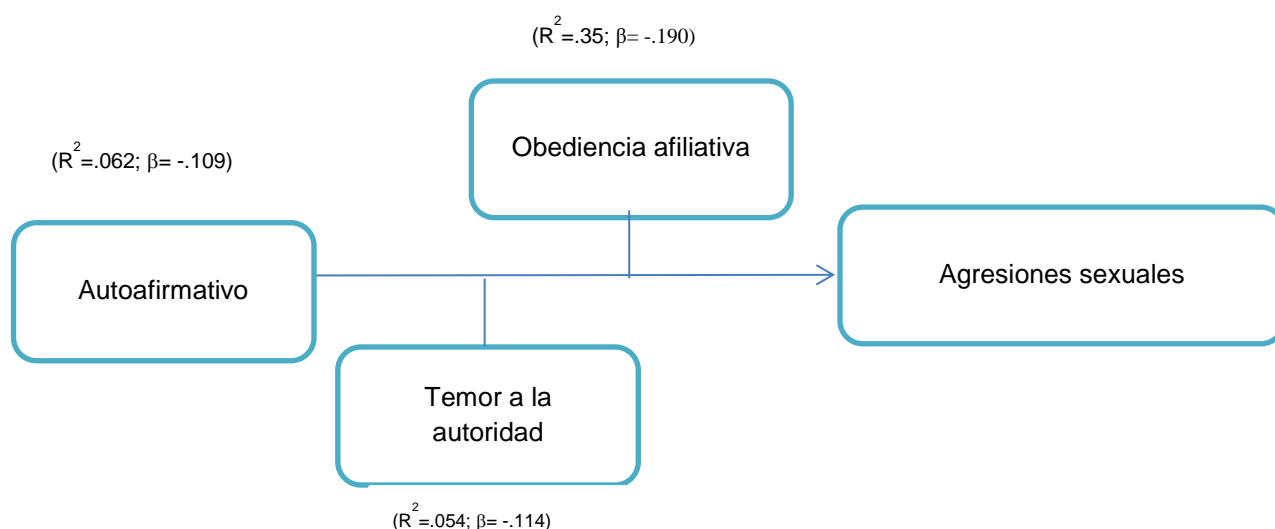 (R²=.35; β= -.190)
Obediencia afiliativa
(R²=.062; β= -.109)
Autoafirmativo
Agresiones sexuales
Temor a la
autoridad
(R²=.054; β= -.114)